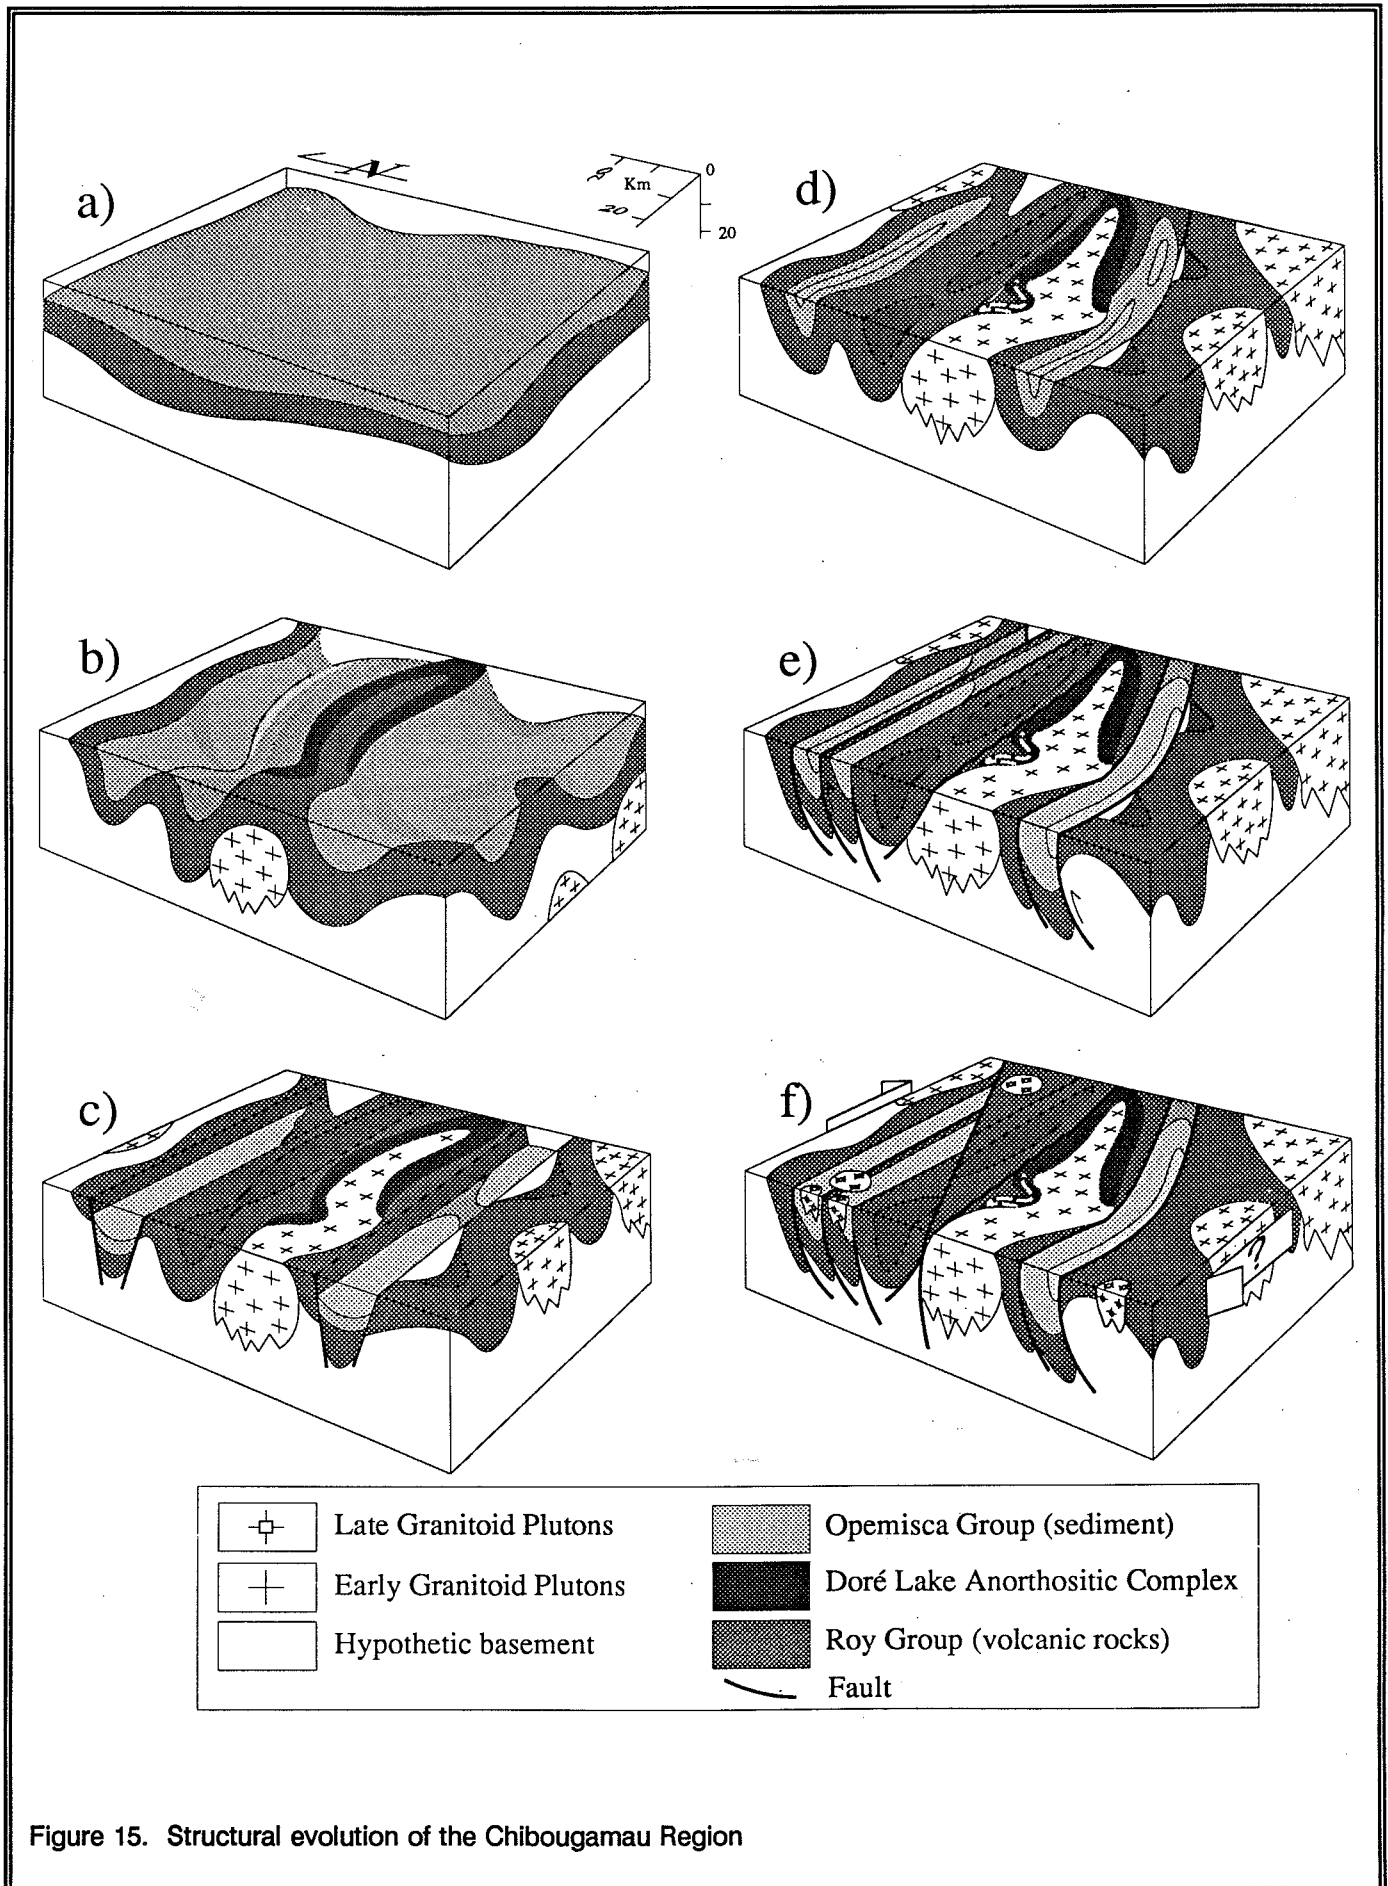 a)
N
Km
20
0
20
d)
b)
e)
c)
f)
?
Late Granitoid Plutons
Early Granitoid Plutons
Hypothetic basement
Opemisca Group (sediment)
Doré Lake Anorthositic Complex
Roy Group (volcanic rocks)
Fault
Figure 15. Structural evolution of the Chibougamau Region